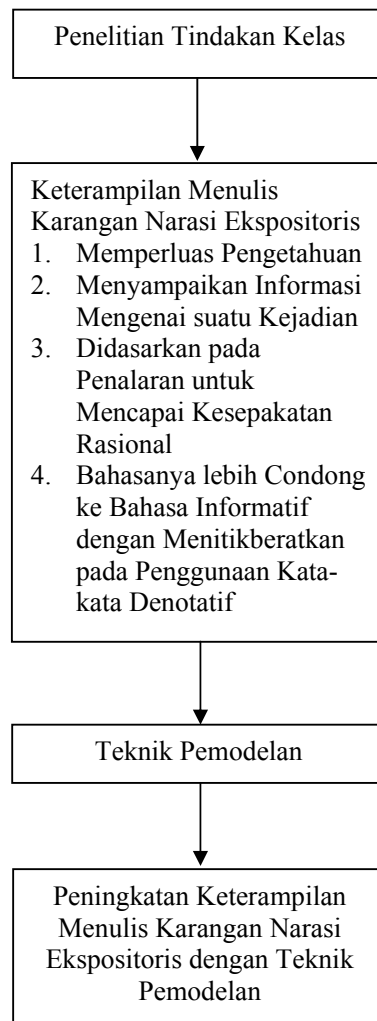 Penelitian Tindakan Kelas
Keterampilan Menulis
Karangan Narasi Ekspositoris
1. Memperluas Pengetahuan
2. Menyampaikan Informasi
Mengenai suatu Kejadian
3. Didasarkan pada
Penalaran untuk
Mencapai Kesepakatan
Rasional
4. Bahasanya lebih Condong
ke Bahasa Informatif
dengan Menitikberatkan
pada Penggunaan Kata-
kata Denotatif
Teknik Pemodelan
Peningkatan Keterampilan
Menulis Karangan Narasi
Ekspositoris dengan Teknik
Pemodelan